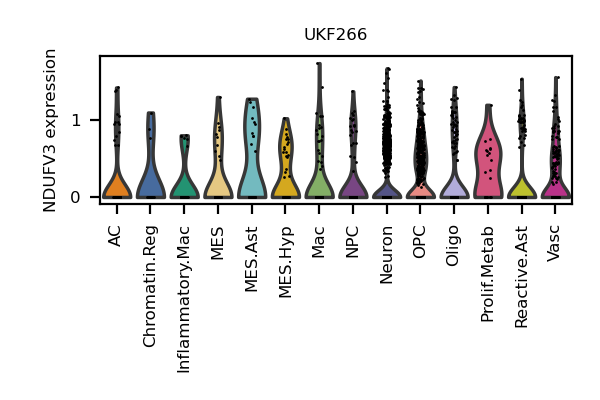 UKF266
NDUFV3 expression
1
0
AC
Chromatin.Reg
Inflammatory.Mac
MES
MES.Ast
MES.Hyp
Mac
NPC
Neuron
OPC
Oligo
Prolif.Metab
Reactive.Ast
Vasc